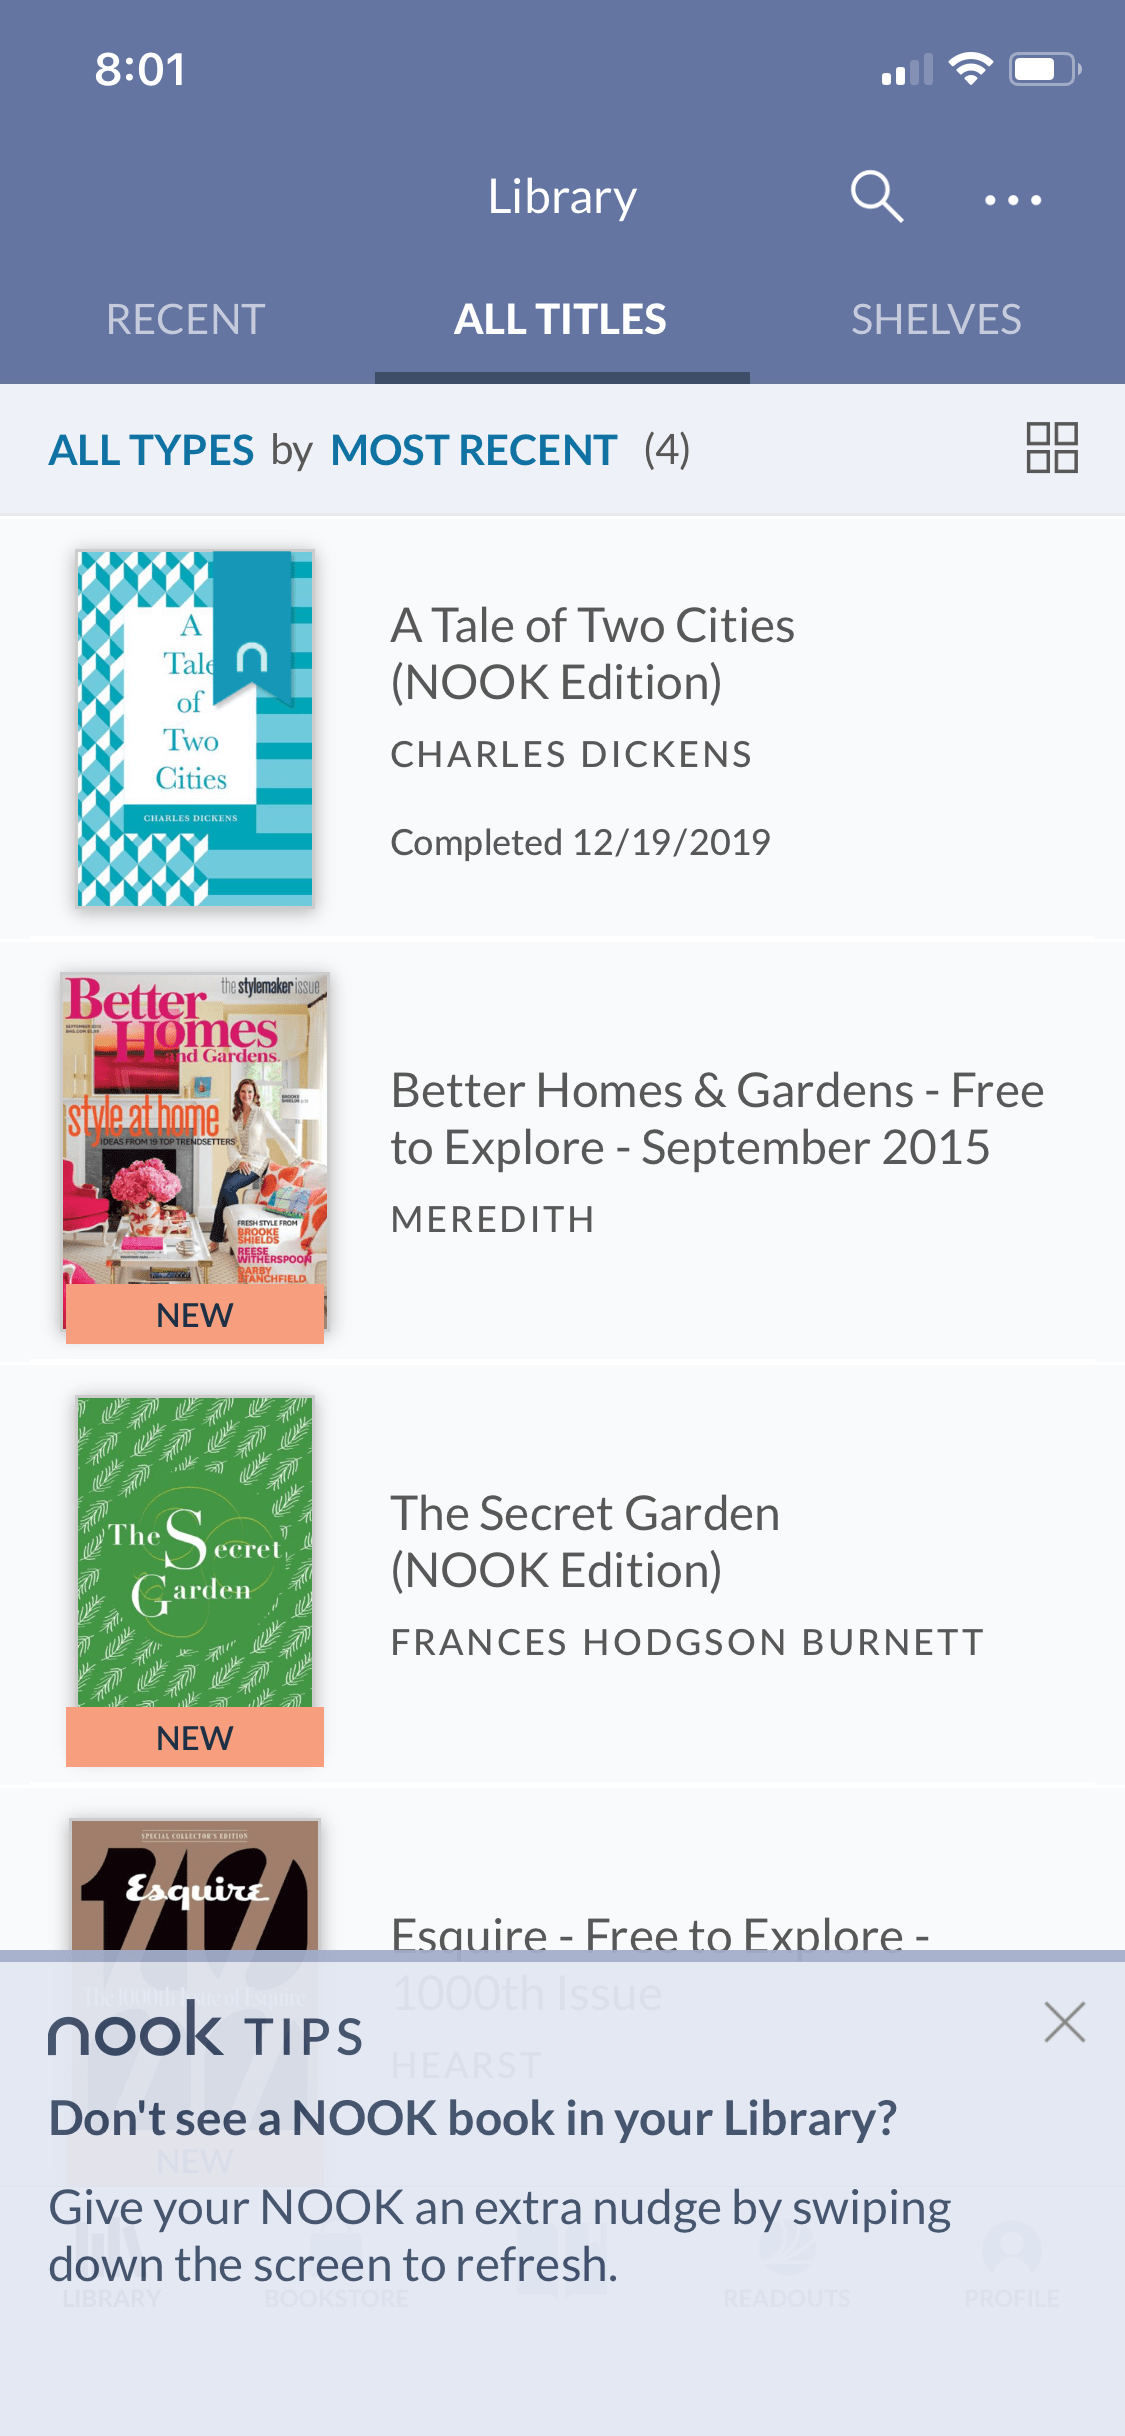 8:01
Library
RECENT
ALL TITLES
SHELVES
ALL TYPES by MOST RECENT (4)
A
Tale
of
Two
Cities
CHARLES DICKENS
A Tale of Two Cities
(NOOK Edition)
CHARLES DICKENS
Completed 12/19/2019
the stylemaker issue
Better
Homes
and Gardens
style at home
IDEAS FROM 19 TOP TRENDSETTERS
FRESH STYLE FROM
BROOKE
SHIELDS
REESE
WITHERSPOON
DARBY
STANCHFIELD
NEW
Better Homes & Gardens - Free
to Explore - September 2015
MEREDITH
The Secret
Garden
NEW
The Secret Garden
(NOOK Edition)
FRANCES HODGSON BURNETT
SPECIAL COLLECTOR'S EDITION
Esquire
The 1000th Issue of Esquire
NEW
Esquire - Free to Explore -
1000th Issue
HEARST
nook TIPS
Don't see a NOOK book in your Library?
Give your NOOK an extra nudge by swiping
down the screen to refresh.
LIBRARY
BOOKSTORE
READOUTS
PROFILE